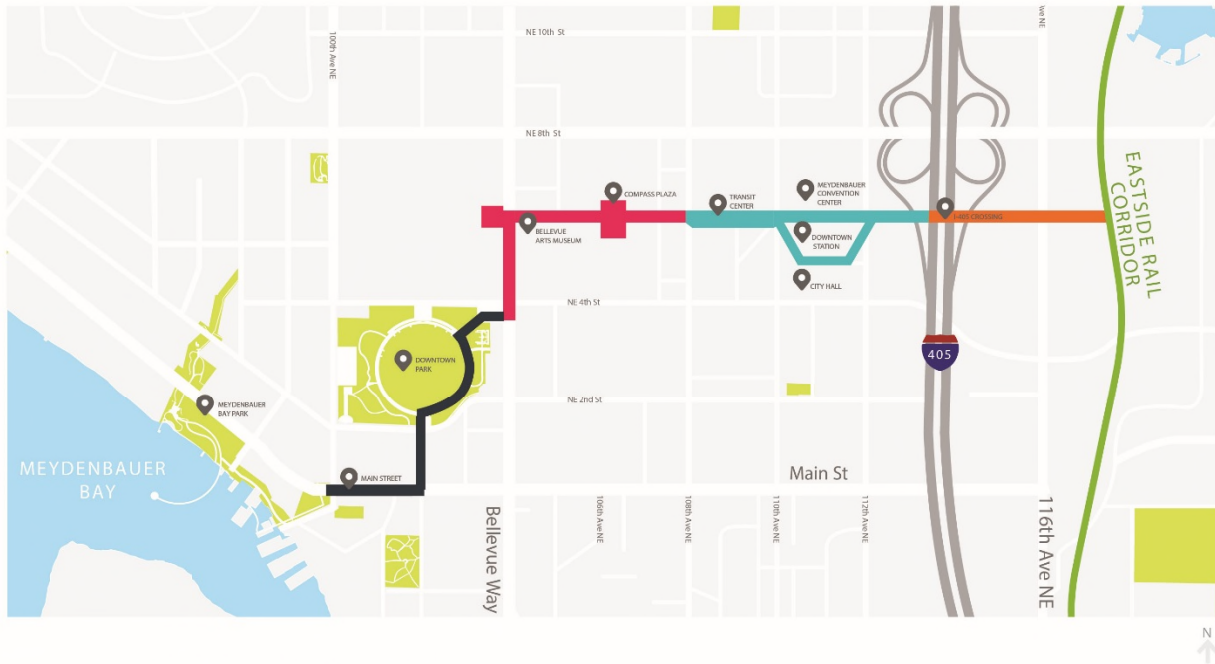 NE 10th St
100th Ave NE
Ave NE
NE 8th St
EASTSIDE RAIL
CORRIDOR
COMPASS PLAZA
TRANSIT
CENTER
MEYDENBAUER
CONVENTION
CENTER
I-405 CROSSING
BELLEVUE
ARTS MUSEUM
DOWNTOWN
STATION
CITY HALL
NE 4th St
405
DOWNTOWN
PARK
NE 2nd St
MEYDENBAUER
BAY PARK
MEYDENBAUER
BAY
MAIN STREET
Main St
Bellevue Way
106th Ave NE
108th Ave NE
110th Ave NE
112th Ave NE
116th Ave NE
N